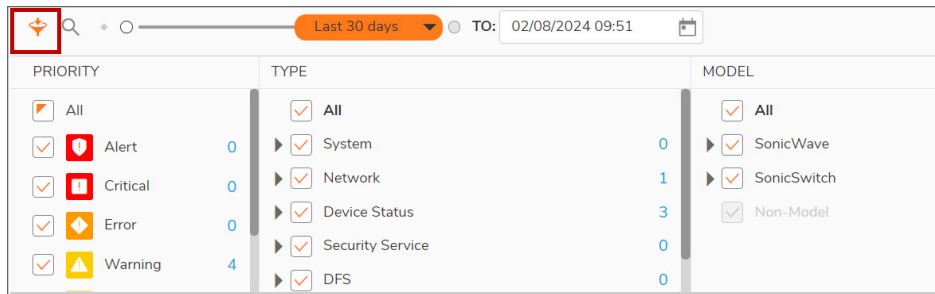 Last 30 days TO: 02/08/2024 09:51
PRIORITY TYPE MODEL
All All All
Alert 0 System 0 SonicWave
Critical 0 Network 1 SonicSwitch
Error 0 Device Status 3 Non-Model
Warning 4 Security Service 0
DFS 0